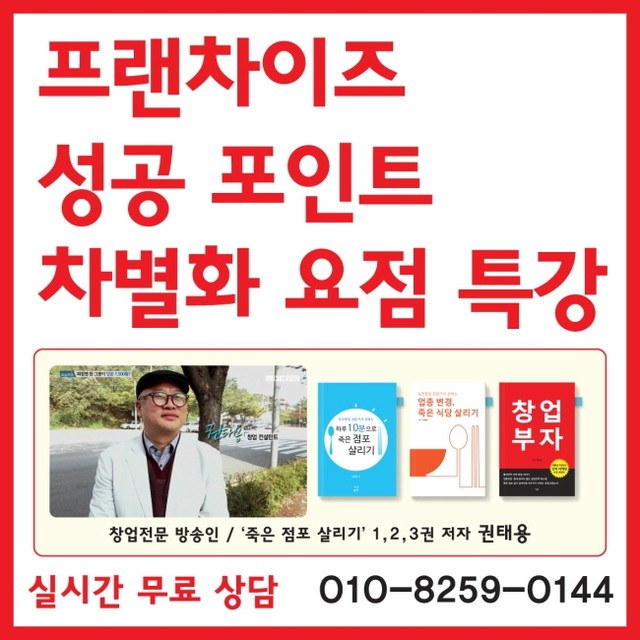 프랜차이즈
성공 포인트
차별화 요점 특강
창업 컨설턴트
하루 10분으로
죽은 점포
살리기
업종 변경,
죽은 식당 살리기
창업
부자
창업전문 방송인 / ‘죽은 점포 살리기’ 1,2,3권 저자 권태용
실시간 무료 상담 010-8259-0144